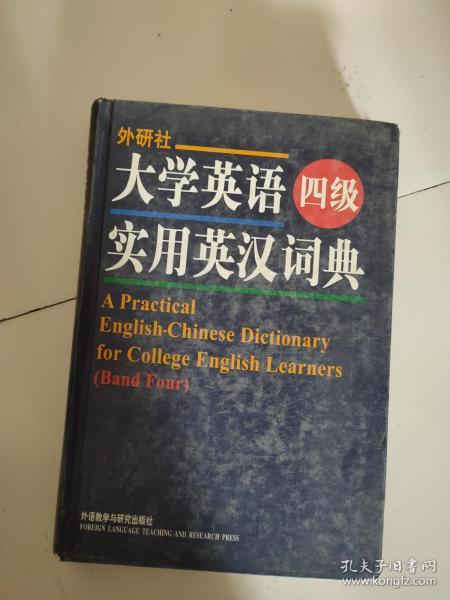 外研社
大学英语 四级
实用英汉词典
A Practical
English-Chinese Dictionary
for College English Learners
(Band Four)
外语教学与研究出版社
FOREIGN LANGUAGE TEACHING AND RESEARCH PRESS
孔夫子旧书网
www.kongfz.com